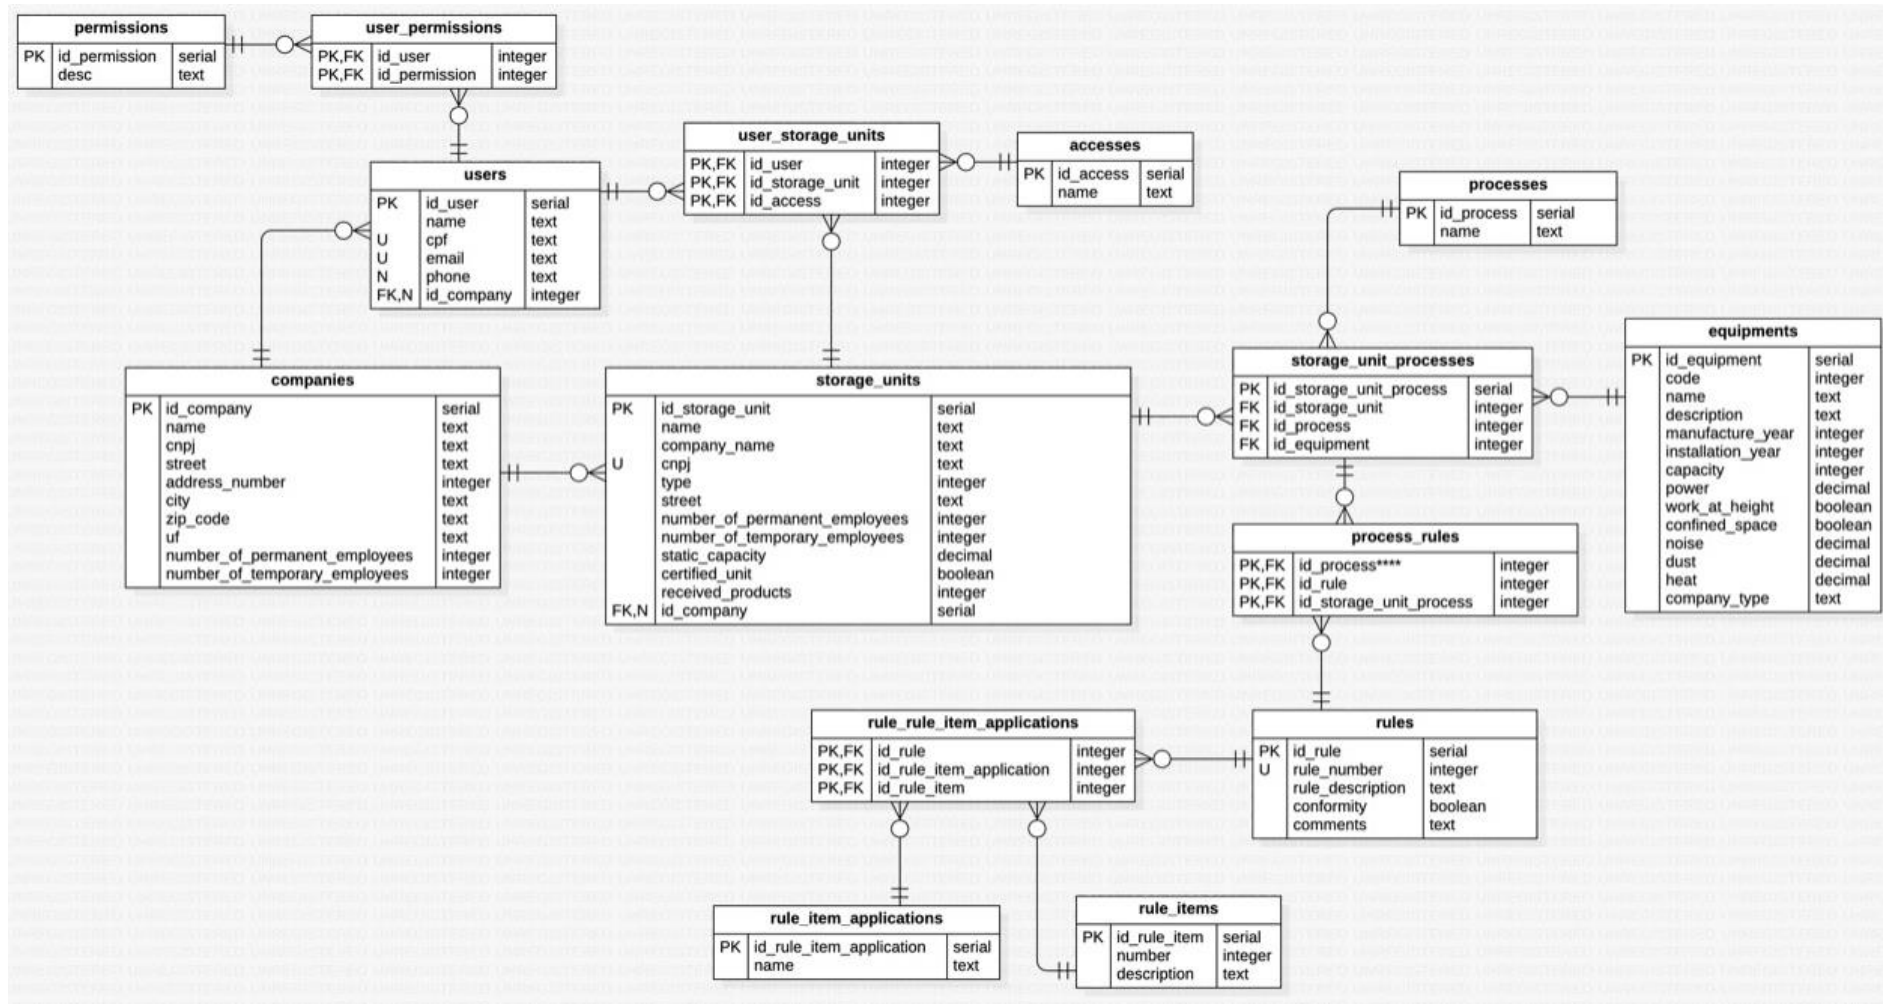 permissions
PK id_permission serial
desc text
user_permissions
PK,FK id_user integer
PK,FK id_permission integer
users
PK id_user serial
name text
U cpf text
U email text
N phone text
FK,N id_company integer
user_storage_units
PK,FK id_user integer
PK,FK id_storage_unit integer
PK,FK id_access integer
accesses
PK id_access serial
name text
processes
PK id_process serial
name text
companies
PK id_company serial
name text
cnpj text
street text
address_number integer
city text
zip_code text
uf text
number_of_permanent_employees integer
number_of_temporary_employees integer
storage_units
PK id_storage_unit serial
name text
company_name text
U cnpj text
type integer
street text
number_of_permanent_employees integer
number_of_temporary_employees integer
static_capacity decimal
certified_unit boolean
received_products integer
FK,N id_company serial
storage_unit_processes
PK id_storage_unit_process serial
FK id_storage_unit integer
FK id_process integer
FK id_equipment integer
equipments
PK id_equipment serial
code integer
name text
description text
manufacture_year integer
installation_year integer
capacity integer
power decimal
work_at_height boolean
confined_space boolean
noise decimal
dust decimal
heat decimal
company_type text
process_rules
PK,FK id_process**** integer
PK,FK id_rule integer
PK,FK id_storage_unit_process integer
rule_rule_item_applications
PK,FK id_rule integer
PK,FK id_rule_item_application integer
PK,FK id_rule_item integer
rules
PK id_rule serial
U rule_number integer
rule_description text
conformity boolean
comments text
rule_item_applications
PK id_rule_item_application serial
name text
rule_items
PK id_rule_item serial
number integer
description text